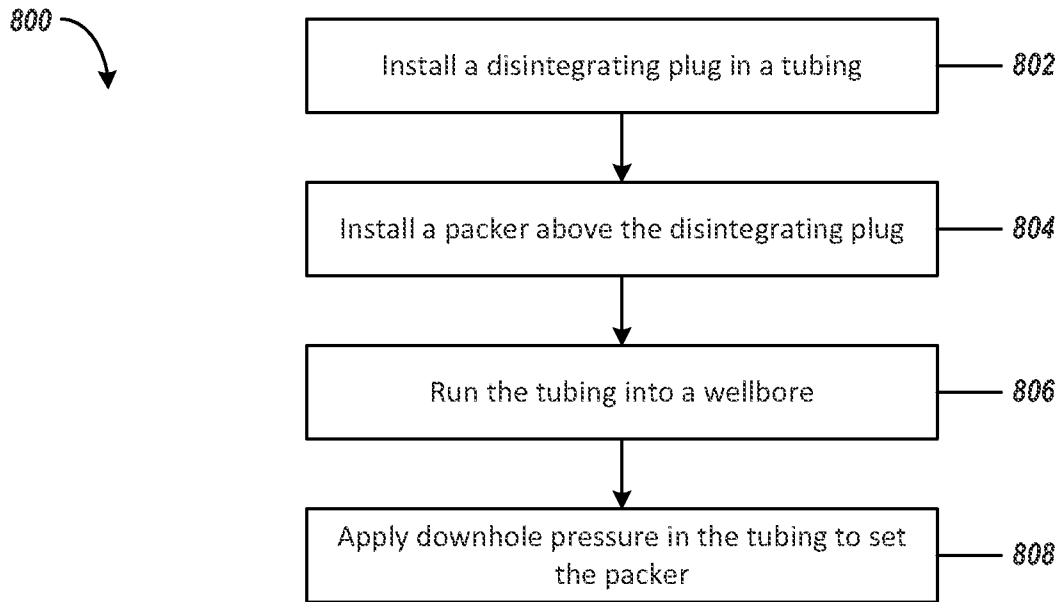 800
Install a disintegrating plug in a tubing
802
Install a packer above the disintegrating plug
804
Run the tubing into a wellbore
806
Apply downhole pressure in the tubing to set
the packer
808